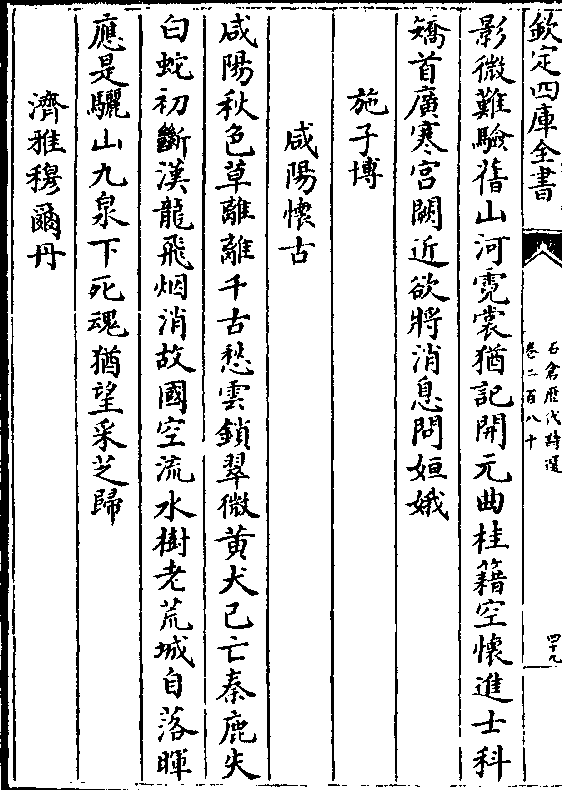 欽定四庫全書
石倉歷代詩選
卷二百八十
四十九
影微難驗舊山河霓裳猶記開元曲桂籍空懷進士科
矯首廣寒宮闕近欲將消息問姮娥
施子博
咸陽懷古
咸陽秋色草離離千古愁雲鎖翠微黄犬已亡秦鹿失
白蛇初斷漢龍飛烟消故國空流水樹老荒城自落暉
應是驪山九泉下死魂猶望采芝歸
濟雅穆爾丹